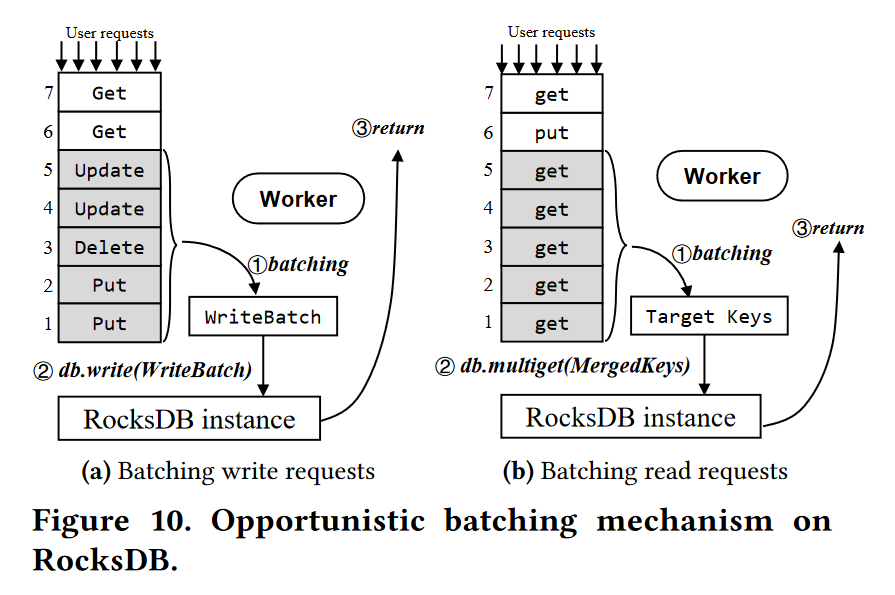 User requests
7 Get
6 Get
5 Update
4 Update
3 Delete
2 Put
1 Put
Worker
③return
①batching
WriteBatch
② db.write(WriteBatch)
RocksDB instance
(a) Batching write requests
User requests
7 get
6 put
5 get
4 get
3 get
2 get
1 get
Worker
③return
①batching
Target Keys
② db.multiget(MergedKeys)
RocksDB instance
(b) Batching read requests
Figure 10. Opportunistic batching mechanism on
RocksDB.